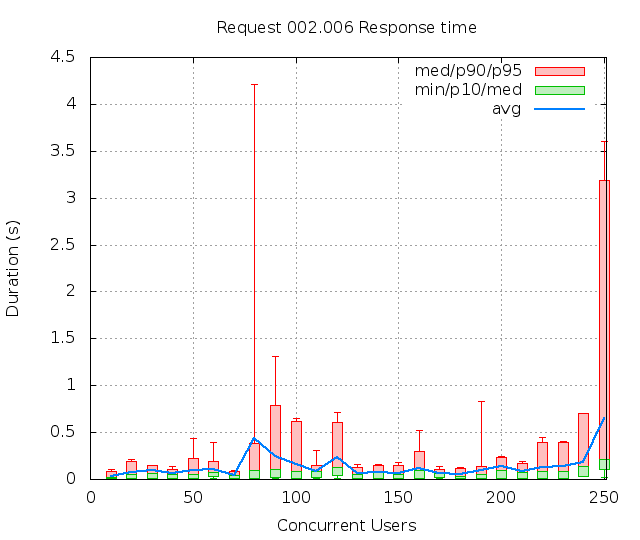 Request 002.006 Response time
med/p90/p95
min/p10/med
avg
Duration (s)
4.5
4
3.5
3
2.5
2
1.5
1
0.5
0
0 50 100 150 200 250
Concurrent Users